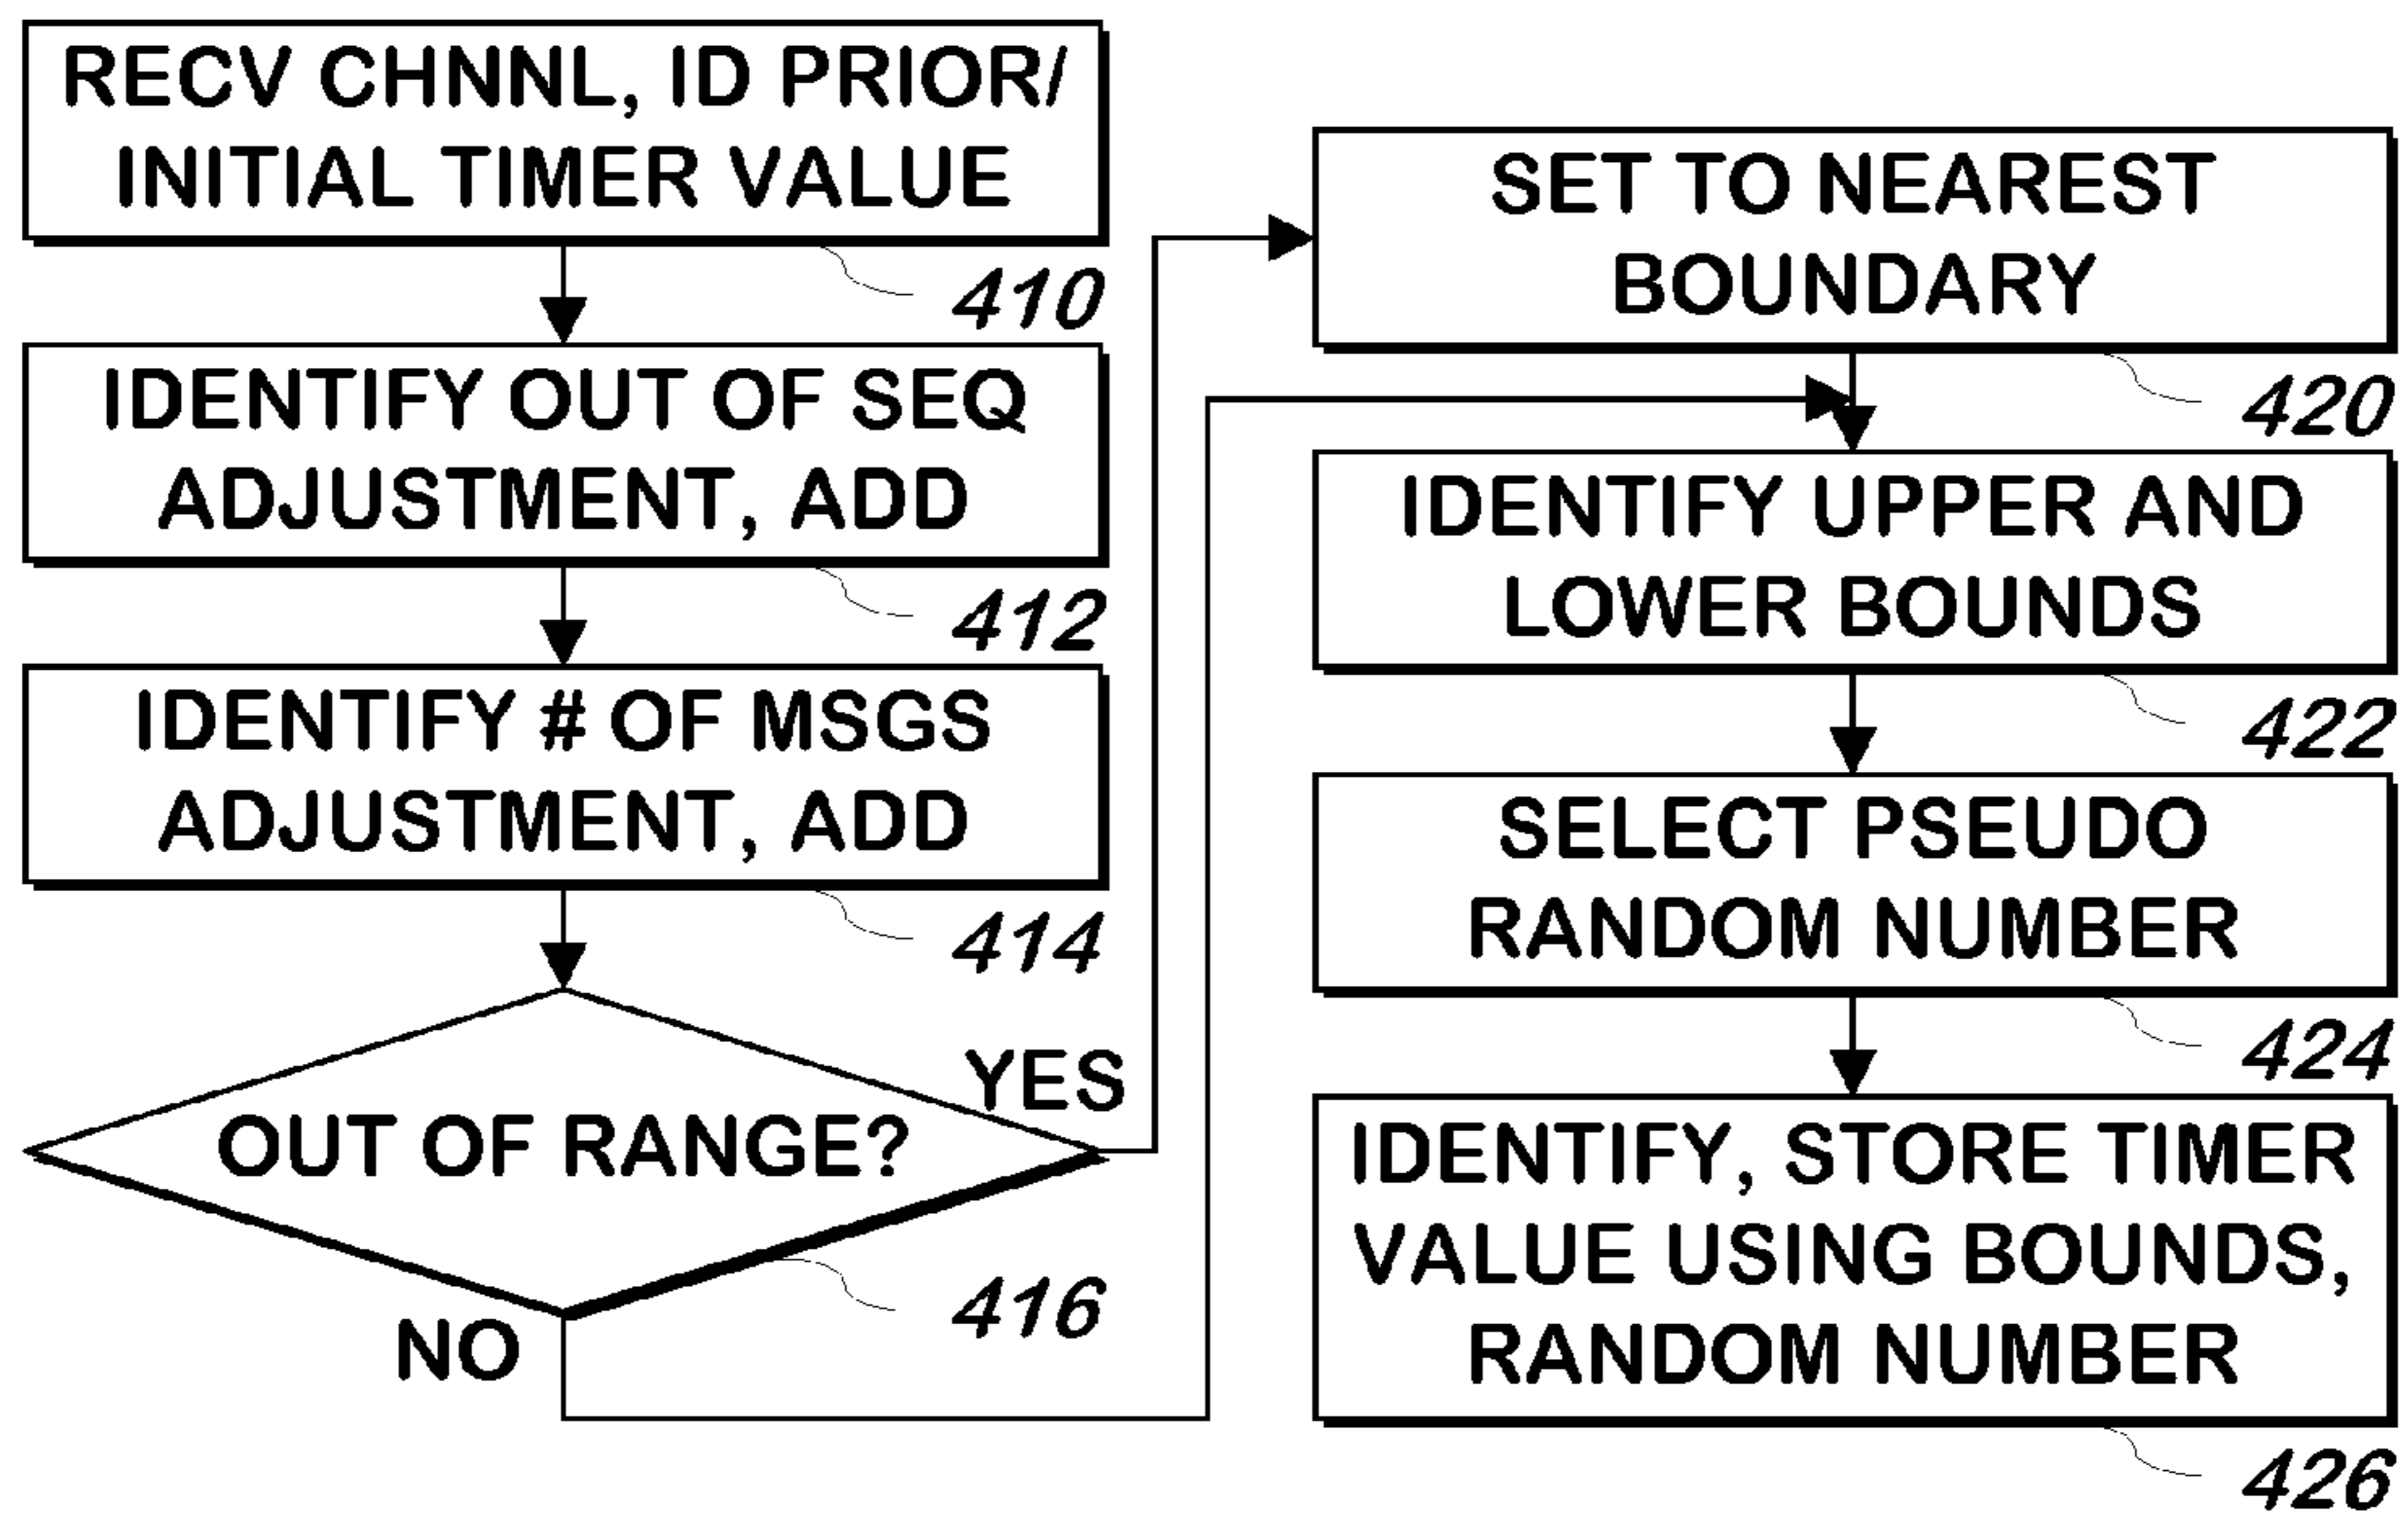 RECV CHNNL, ID PRIOR/
INITIAL TIMER VALUE
410
IDENTIFY OUT OF SEQ
ADJUSTMENT, ADD
412
IDENTIFY # OF MSGS
ADJUSTMENT, ADD
414
OUT OF RANGE?
YES
NO
416
SET TO NEAREST
BOUNDARY
420
IDENTIFY UPPER AND
LOWER BOUNDS
422
SELECT PSEUDO
RANDOM NUMBER
424
IDENTIFY, STORE TIMER
VALUE USING BOUNDS,
RANDOM NUMBER
426